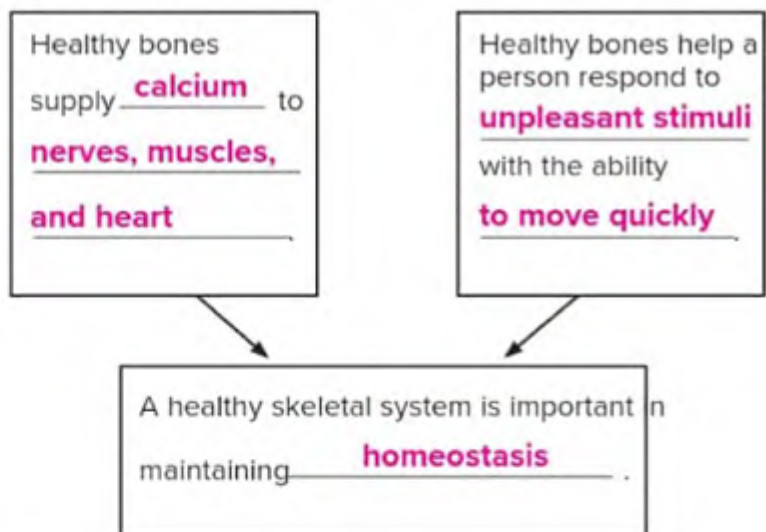 Healthy bones
supply calcium to
nerves, muscles,
and heart.
Healthy bones help a
person respond to
unpleasant stimuli
with the ability
to move quickly.
A healthy skeletal system is important in
maintaining homeostasis.